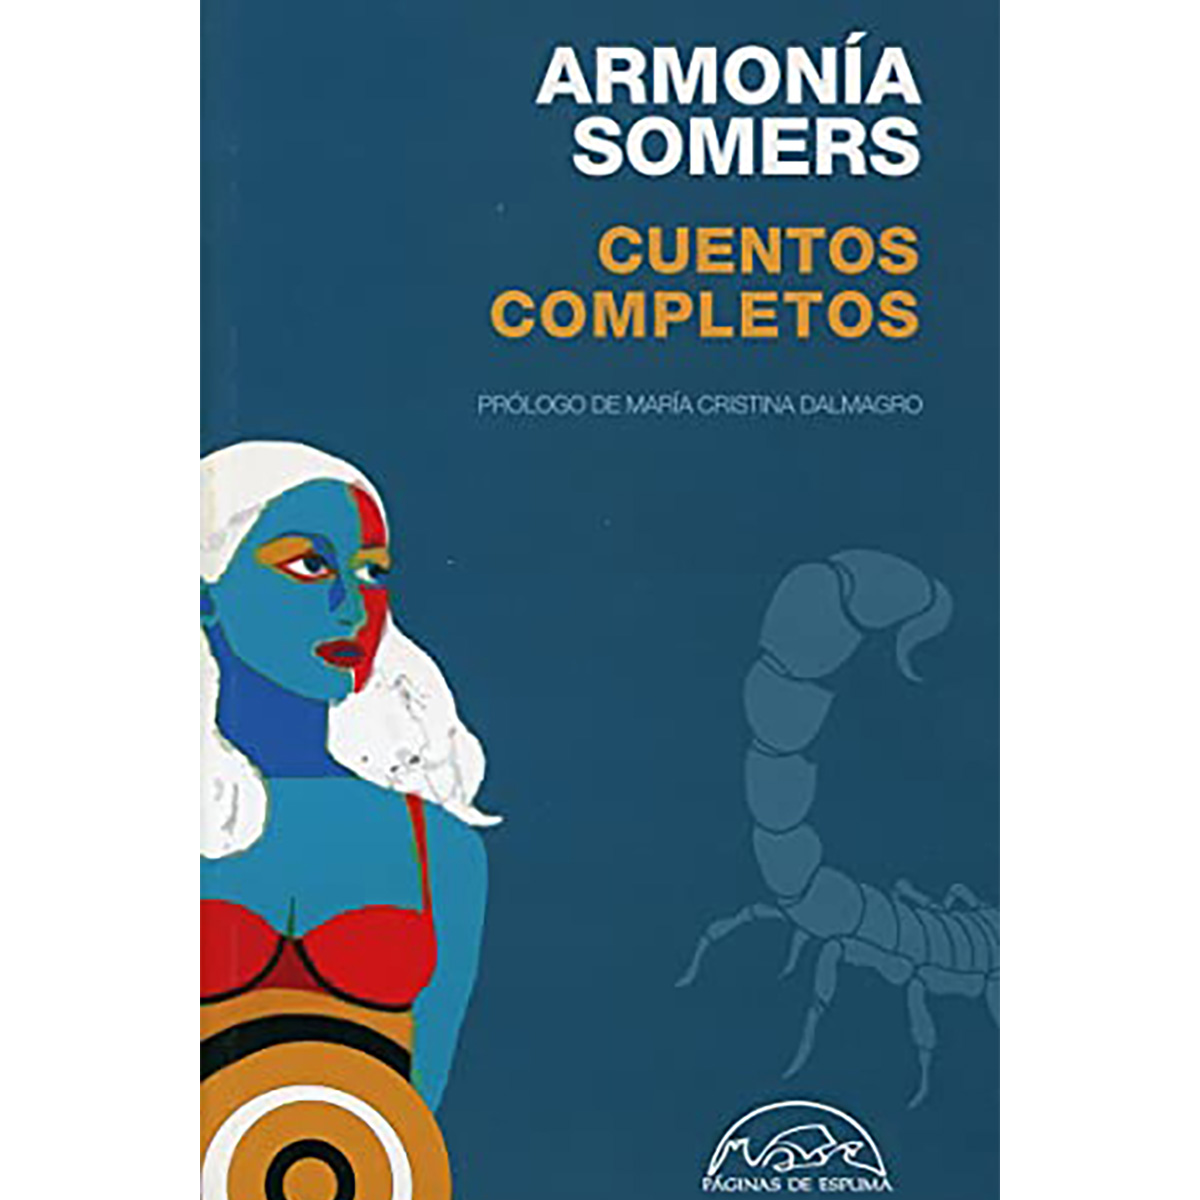 ARMONÍA
SOMERS
CUENTOS
COMPLETOS
PRÓLOGO DE MARÍA CRISTINA DALMAGRO
PÁGINAS DE ESPUMA